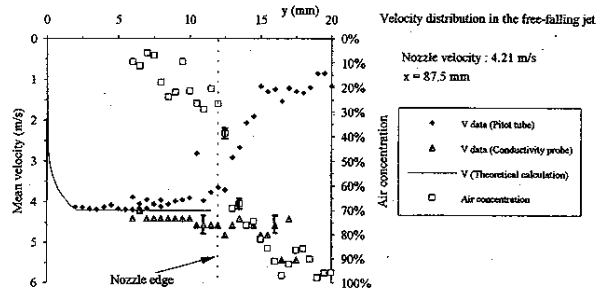 y (mm)
0 5 10 15 20
Velocity distribution in the free-falling jet
Nozzle velocity : 4.21 m/s
x = 87.5 mm
Mean velocity (m/s)
0
1
2
3
4
5
6
0%
10%
20%
30%
40%
50%
60%
70%
80%
90%
100%
Air concentration
V data (Pitot tube)
V data (Conductivity probe)
V (Theoretical calculation)
Air concentration
Nozzle edge